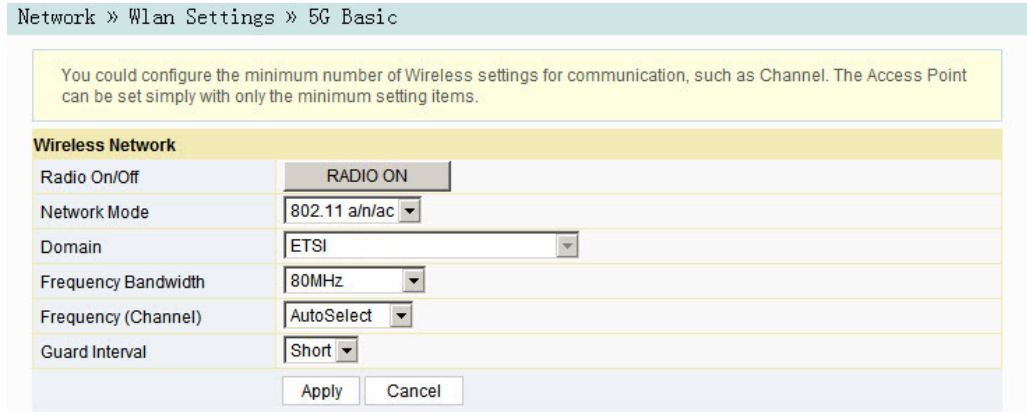 Network » Wlan Settings » 5G Basic
You could configure the minimum number of Wireless settings for communication, such as Channel. The Access Point
can be set simply with only the minimum setting items.
Wireless Network
Radio On/Off RADIO ON
Network Mode 802.11 a/n/ac
Domain ETSI
Frequency Bandwidth 80MHz
Frequency (Channel) AutoSelect
Guard Interval Short
Apply Cancel